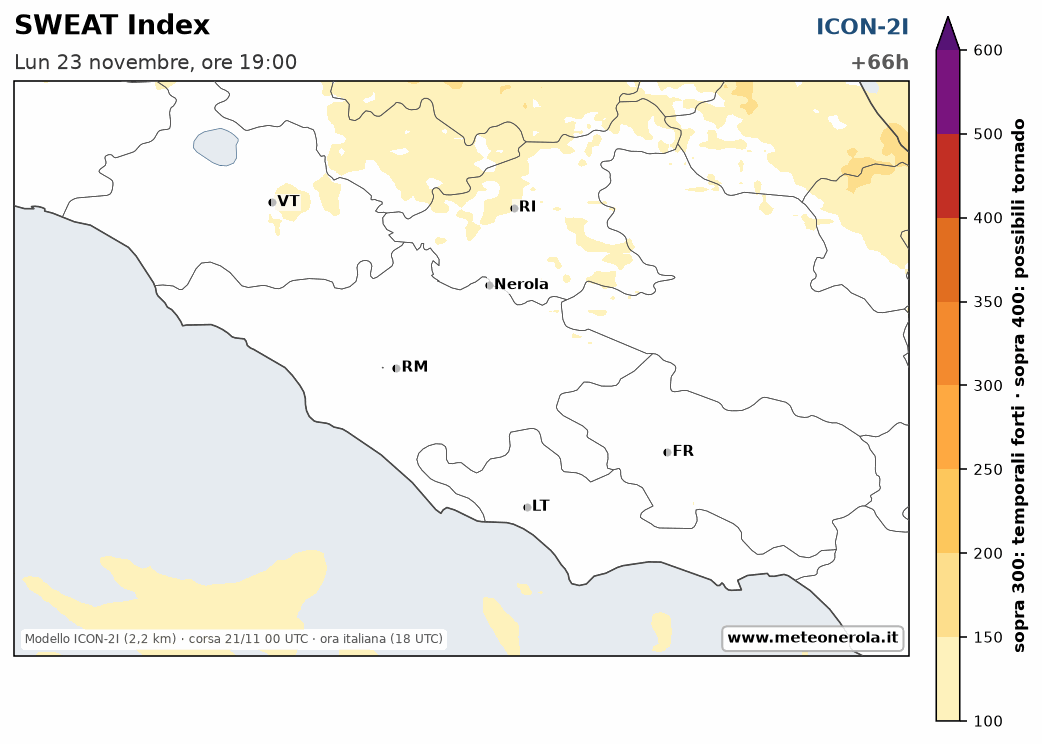 SWEAT Index
ICON-2I
Lun 23 novembre, ore 19:00
+66h
VT
RI
Nerola
RM
FR
LT
Modello ICON-2I (2,2 km) · corsa 21/11 00 UTC · ora italiana (18 UTC)
www.meteonerola.it
600
500
400
350
300
250
200
150
100
sopra 300: temporali forti · sopra 400: possibili tornado